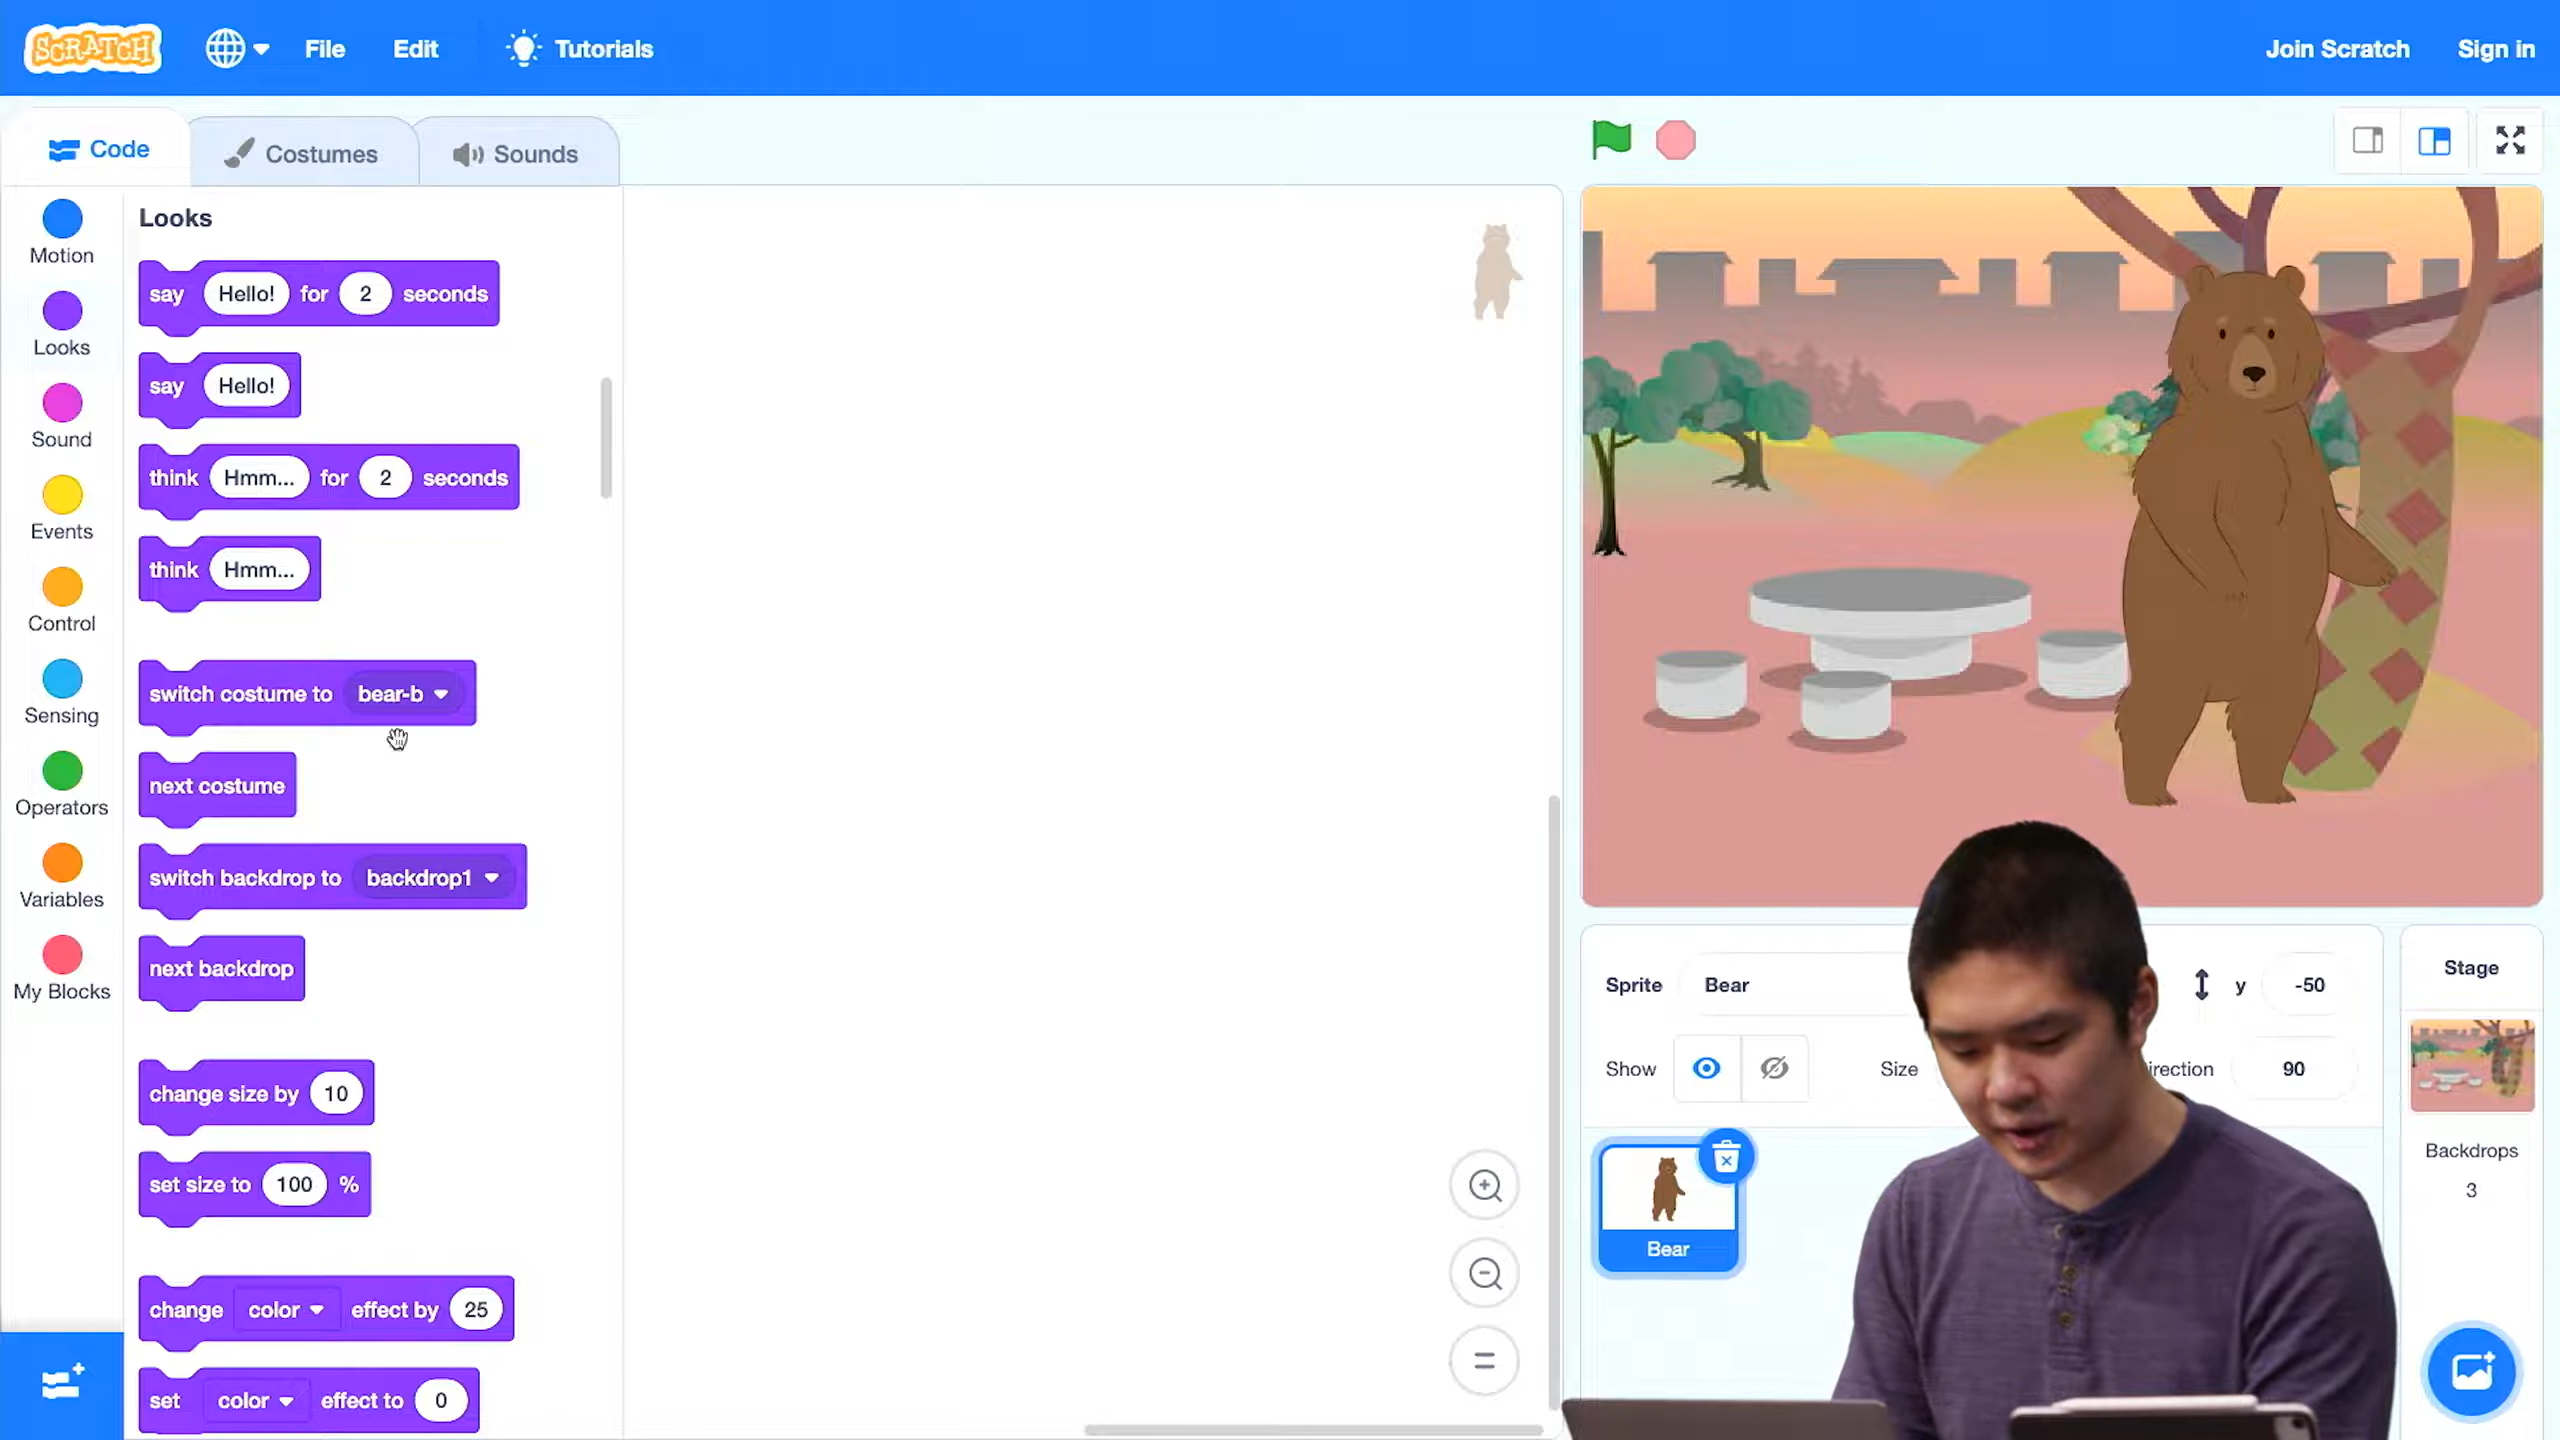 SCRATCH File Edit Tutorials Join Scratch Sign in
Code Costumes Sounds
Motion
Looks
Sound
Events
Control
Sensing
Operators
Variables
My Blocks
Looks
say Hello! for 2 seconds
say Hello!
think Hmm... for 2 seconds
think Hmm...
switch costume to bear-b
next costume
switch backdrop to backdrop1
next backdrop
change size by 10
set size to 100 %
change color effect by 25
set color effect to 0
Sprite Bear y -50
Show Size irection 90
Bear
Stage
Backdrops
3